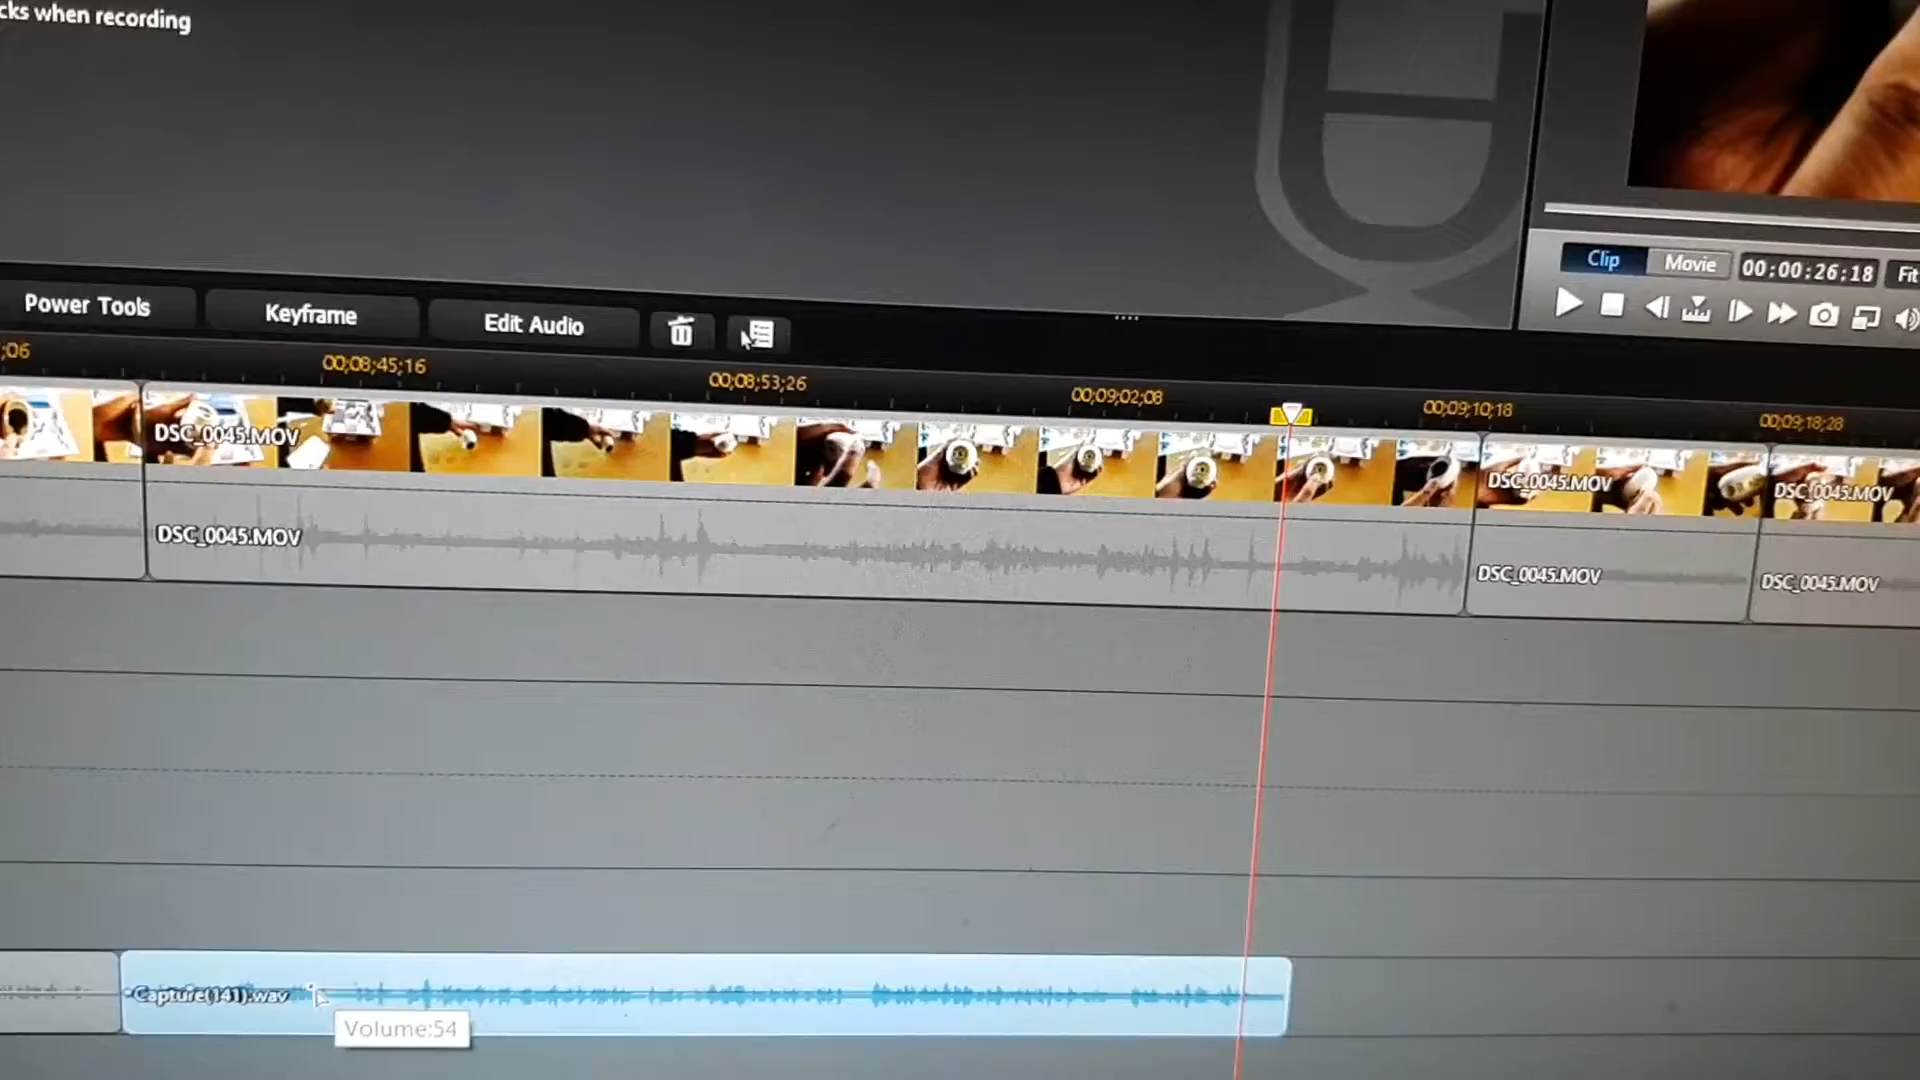 cks when recording
Clip Movie 00:00:26:18 Fit
Power Tools Keyframe Edit Audio
;06 00;08;45;16 00;08;53;26 00;09;02;08 00;09;10;18 00;09;18;28
DSC_0045.MOV DSC_0045.MOV DSC_0045.MOV
DSC_0045.MOV DSC_0045.MOV DSC_0045.MOV
Capture(141).wav
Volume:54